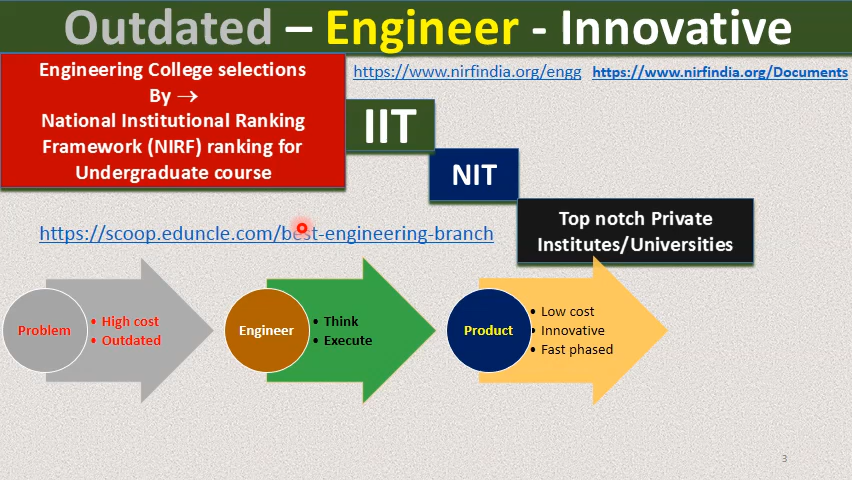 Outdated – Engineer - Innovative
Engineering College selections
By →
National Institutional Ranking
Framework (NIRF) ranking for
Undergraduate course
https://www.nirfindia.org/engg
https://www.nirfindia.org/Documents
IIT
NIT
Top notch Private
Institutes/Universities
https://scoop.eduncle.com/best-engineering-branch
Problem
• High cost
• Outdated
Engineer
• Think
• Execute
Product
• Low cost
• Innovative
• Fast phased
3